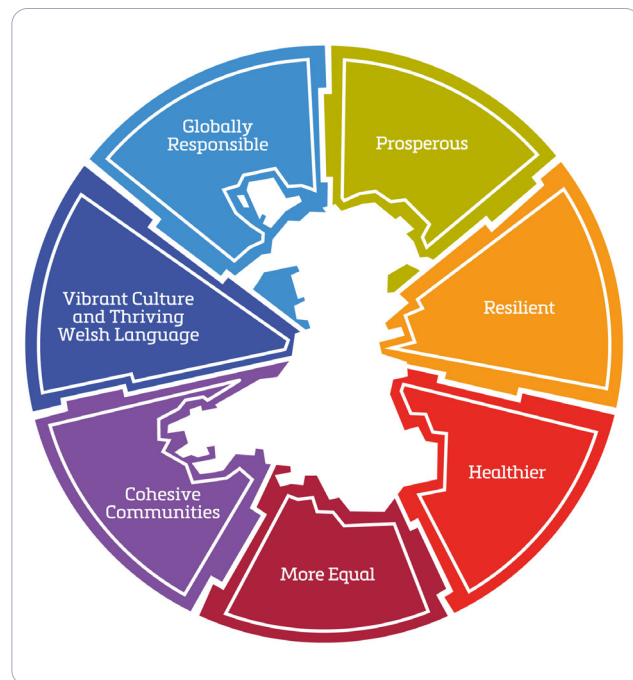 Globally
Responsible
Prosperous
Resilient
Healthier
More Equal
Cohesive
Communities
Vibrant Culture
and Thriving
Welsh Language